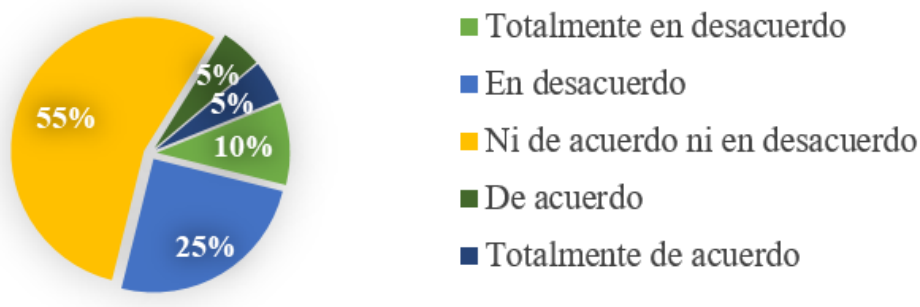 55%
5%
5%
10%
25%
Totalmente en desacuerdo
En desacuerdo
Ni de acuerdo ni en desacuerdo
De acuerdo
Totalmente de acuerdo